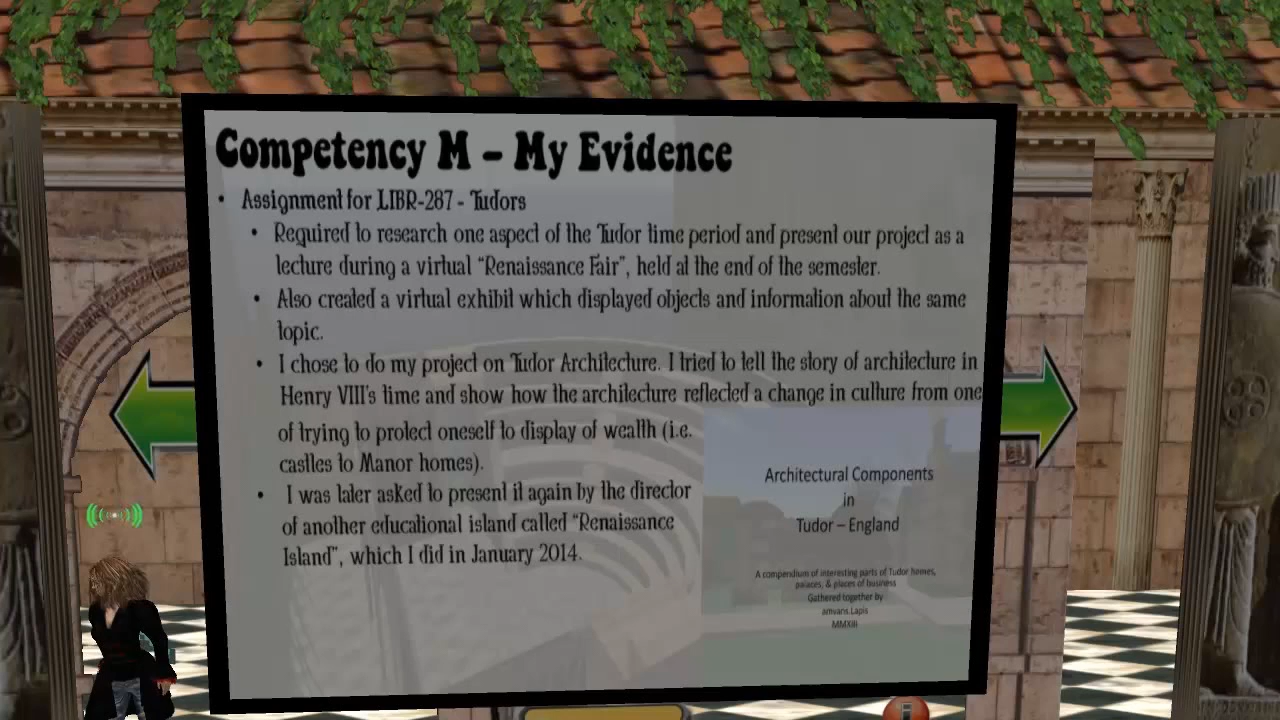 Competency M – My Evidence
• Assignment for LIBR-287 - Tudors
• Required to research one aspect of the Tudor time period and present our project as a
lecture during a virtual “Renaissance Fair”, held at the end of the semester.
• Also created a virtual exhibit which displayed objects and information about the same
topic.
• I chose to do my project on Tudor Architecture. I tried to tell the story of architecture in
Henry VIII's time and show how the architecture reflected a change in culture from one
of trying to protect oneself to display of wealth (i.e.
castles to Manor homes).
• I was later asked to present it again by the director
of another educational island called “Renaissance
Island”, which I did in January 2014.
Architectural Components
in
Tudor – England
A compendium of interesting parts of Tudor homes,
palaces, & places of business
Gathered together by
amvans.Lapis
MMXIII